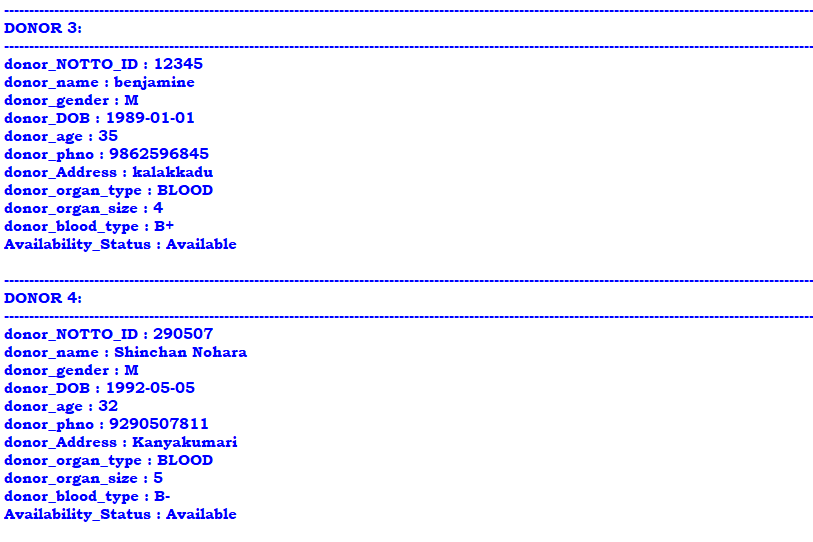 DONOR 3:
donor_NOTTO_ID : 12345
donor_name : benjamine
donor_gender : M
donor_DOB : 1989-01-01
donor_age : 35
donor_phno : 9862596845
donor_Address : kalakkadu
donor_organ_type : BLOOD
donor_organ_size : 4
donor_blood_type : B+
Availability_Status : Available
DONOR 4:
donor_NOTTO_ID : 290507
donor_name : Shinchan Nohara
donor_gender : M
donor_DOB : 1992-05-05
donor_age : 32
donor_phno : 9290507811
donor_Address : Kanyakumari
donor_organ_type : BLOOD
donor_organ_size : 5
donor_blood_type : B-
Availability_Status : Available